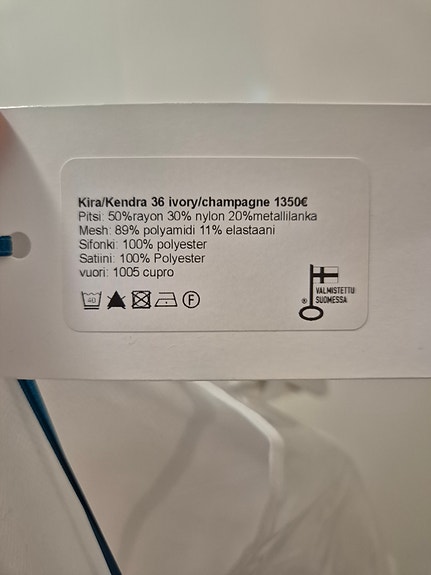 Kira/Kendra 36 ivory/champagne 1350€
Pitsi: 50%rayon 30% nylon 20%metallilanka
Mesh: 89% polyamidi 11% elastaani
Sifonki: 100% polyester
Satiini: 100% Polyester
vuori: 1005 cupro
40
F
® VALMISTETTU
SUOMESSA